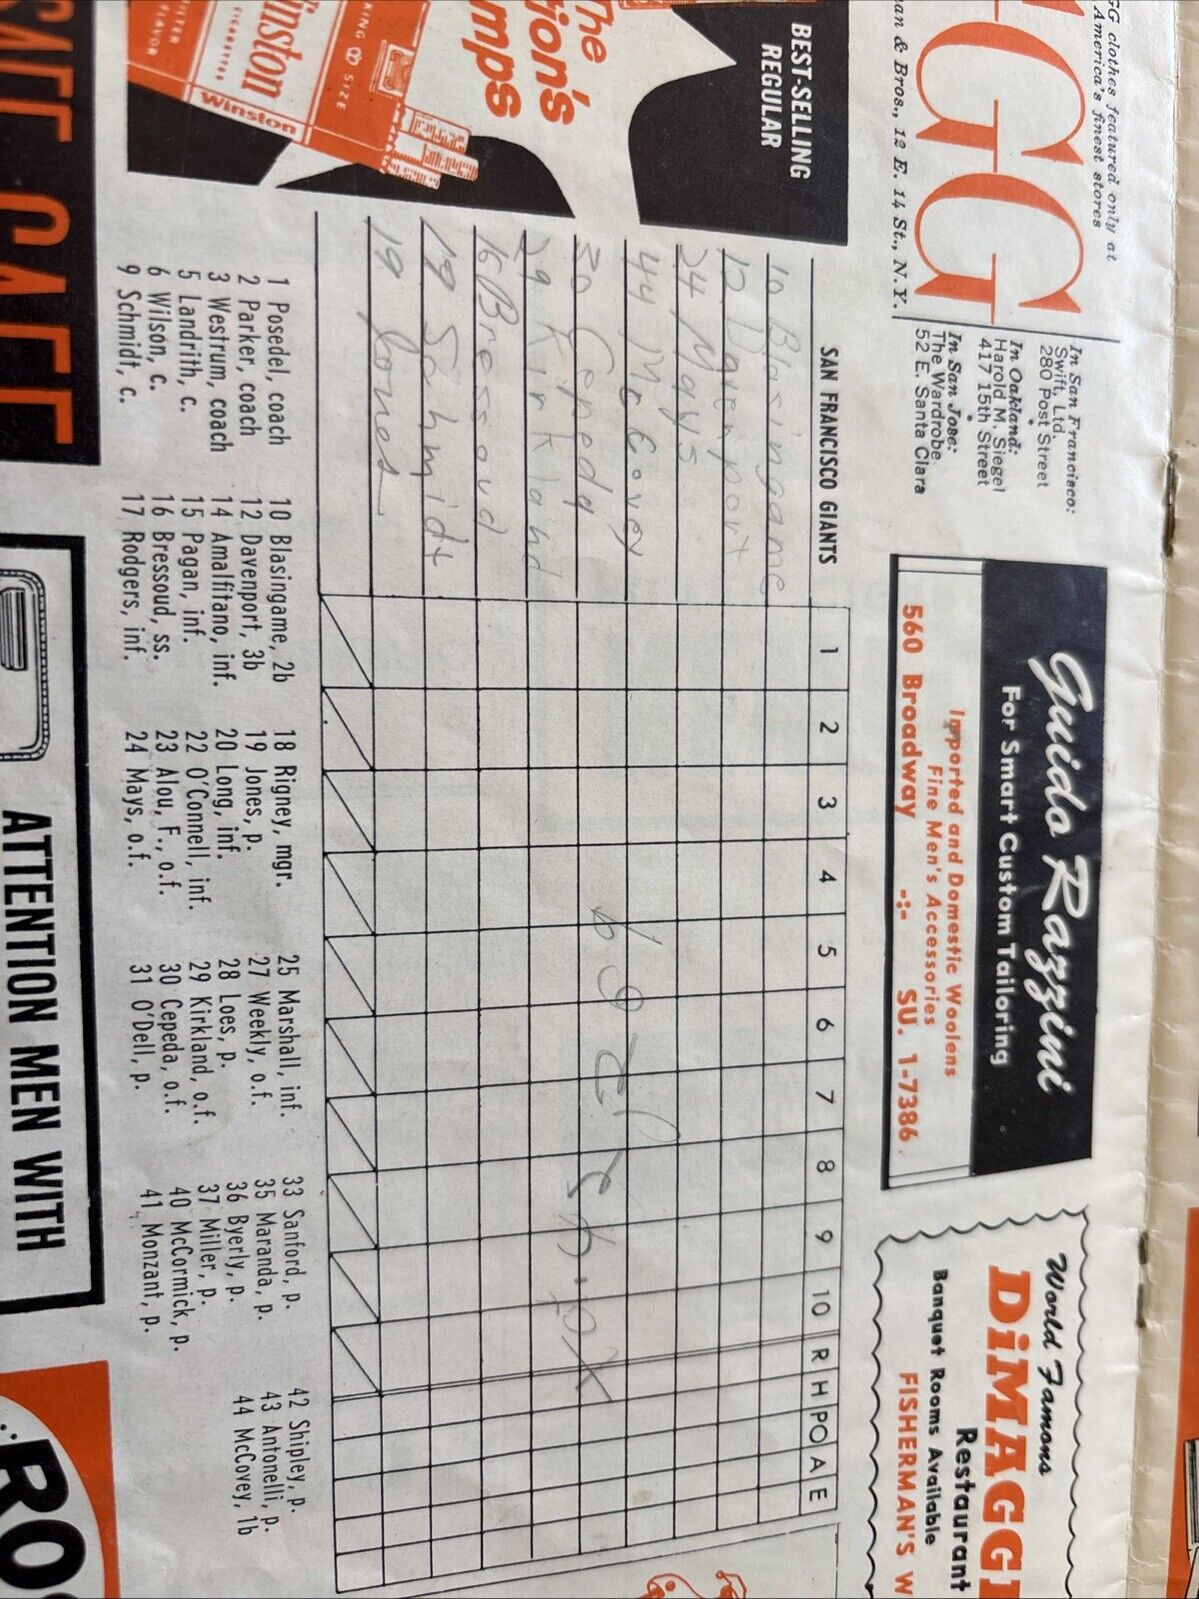 The
BEST-SELLING
REGULAR
KING SIZE
Winston
CIGARETTES
Winston
GG
GG clothes featured only at
America's finest stores
& Bros., 12 E. 14 St., N.Y.
In San Francisco:
Swift, Ltd.
280 Post Street
In Oakland:
Harold M. Siegel
417 15th Street
In San Jose:
The Wardrobe
52 E. Santa Clara
Guido Razzini
For Smart Custom Tailoring
Imported and Domestic Woolens
Fine Men's Accessories
560 Broadway -:- SU. 1-7386
World Famous
DiMAGGI
Restaurant
Banquet Rooms Available
FISHERMAN'S W
SAN FRANCISCO GIANTS 1 2 3 4 5 6 7 8 9 10 R H PO A E
10 Blasingame
12 Davenport
24 Mays
44 McCovey
30 Cepeda
29 Kirkland
16 Bressoud
19 Jones
1 Posedel, coach
2 Parker, coach
3 Westrum, coach
5 Landrith, c.
6 Wilson, c.
9 Schmidt, c.
10 Blasingame, 2b
12 Davenport, 3b
14 Amalfitano, inf.
15 Pagan, inf.
16 Bressoud, ss.
17 Rodgers, inf.
18 Rigney, mgr.
19 Jones, p.
20 Long, inf.
22 O'Connell, inf.
23 Alou, F., o.f.
24 Mays, o.f.
25 Marshall, inf.
27 Weekly, o.f.
28 Loes, p.
29 Kirkland, o.f.
30 Cepeda, o.f.
31 O'Dell, p.
33 Sanford, p.
35 Maranda, p.
36 Byerly, p.
37 Miller, p.
40 McCormick, p.
41 Monzant, p.
42 Shipley, p.
43 Antonelli, p.
44 McCovey, 1b
ATTENTION MEN WITH